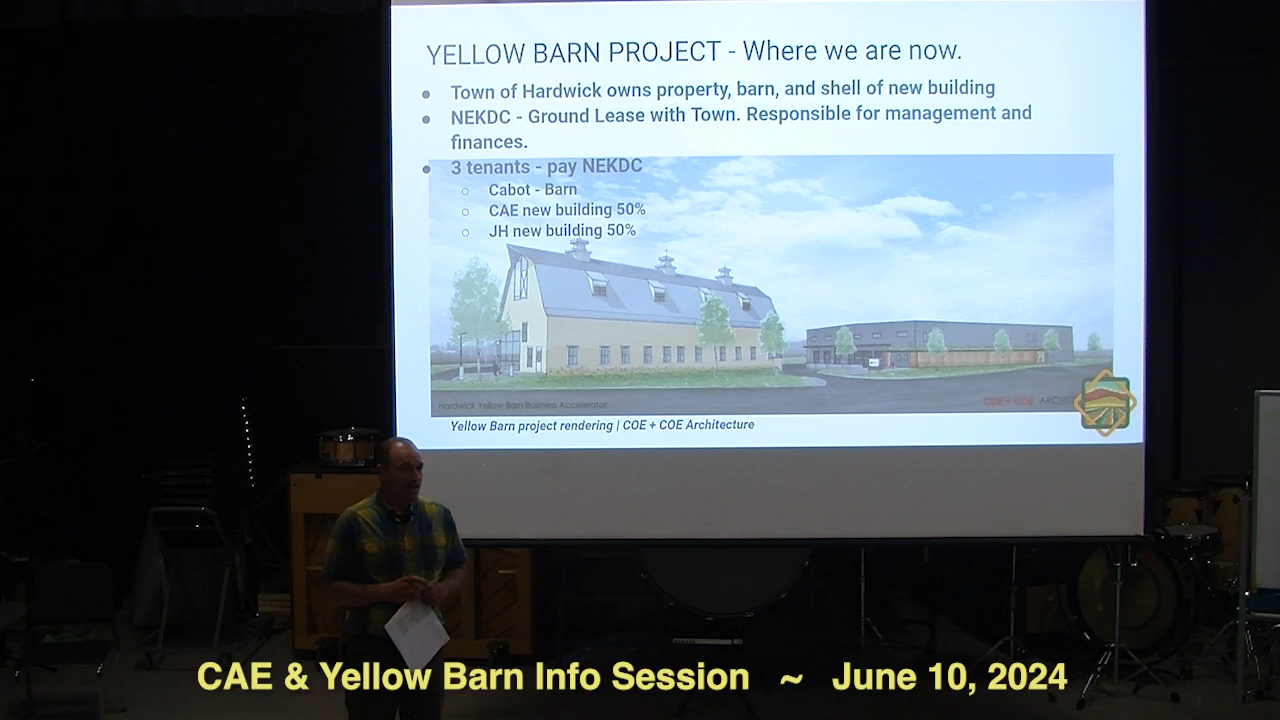 YELLOW BARN PROJECT - Where we are now.
Town of Hardwick owns property, barn, and shell of new building
NEKDC - Ground Lease with Town. Responsible for management and
finances.
3 tenants - pay NEKDC
Cabot - Barn
CAE new building 50%
JH new building 50%
Hardwick Yellow Barn Business Accelerator
COE + COE ARCHI
Yellow Barn project rendering | COE + COE Architecture
CAE & Yellow Barn Info Session ~ June 10, 2024